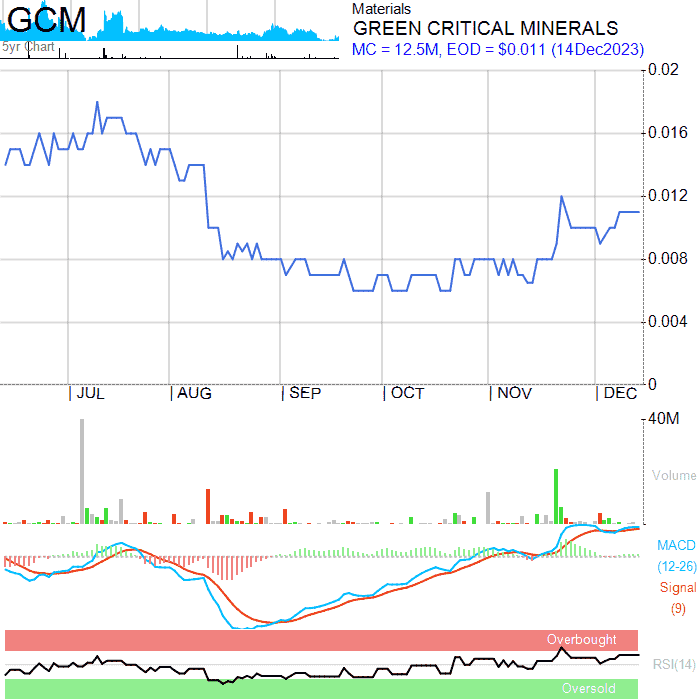 GCM
5yr Chart
Materials
GREEN CRITICAL MINERALS
MC = 12.5M, EOD = $0.011 (14Dec2023)
0.02
0.016
0.012
0.008
0.004
0
JUL AUG SEP OCT NOV DEC
40M
Volume
MACD
(12-26)
Signal
(9)
Overbought
RSI(14)
Oversold